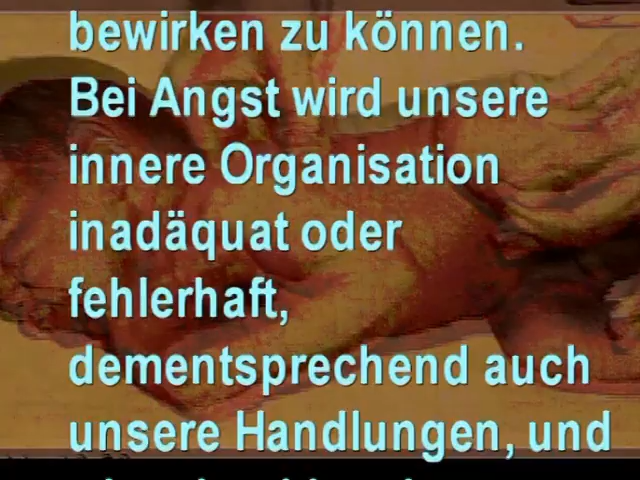 bewirken zu können.
Bei Angst wird unsere
innere Organisation
inadäquat oder
fehlerhaft,
dementsprechend auch
unsere Handlungen, und